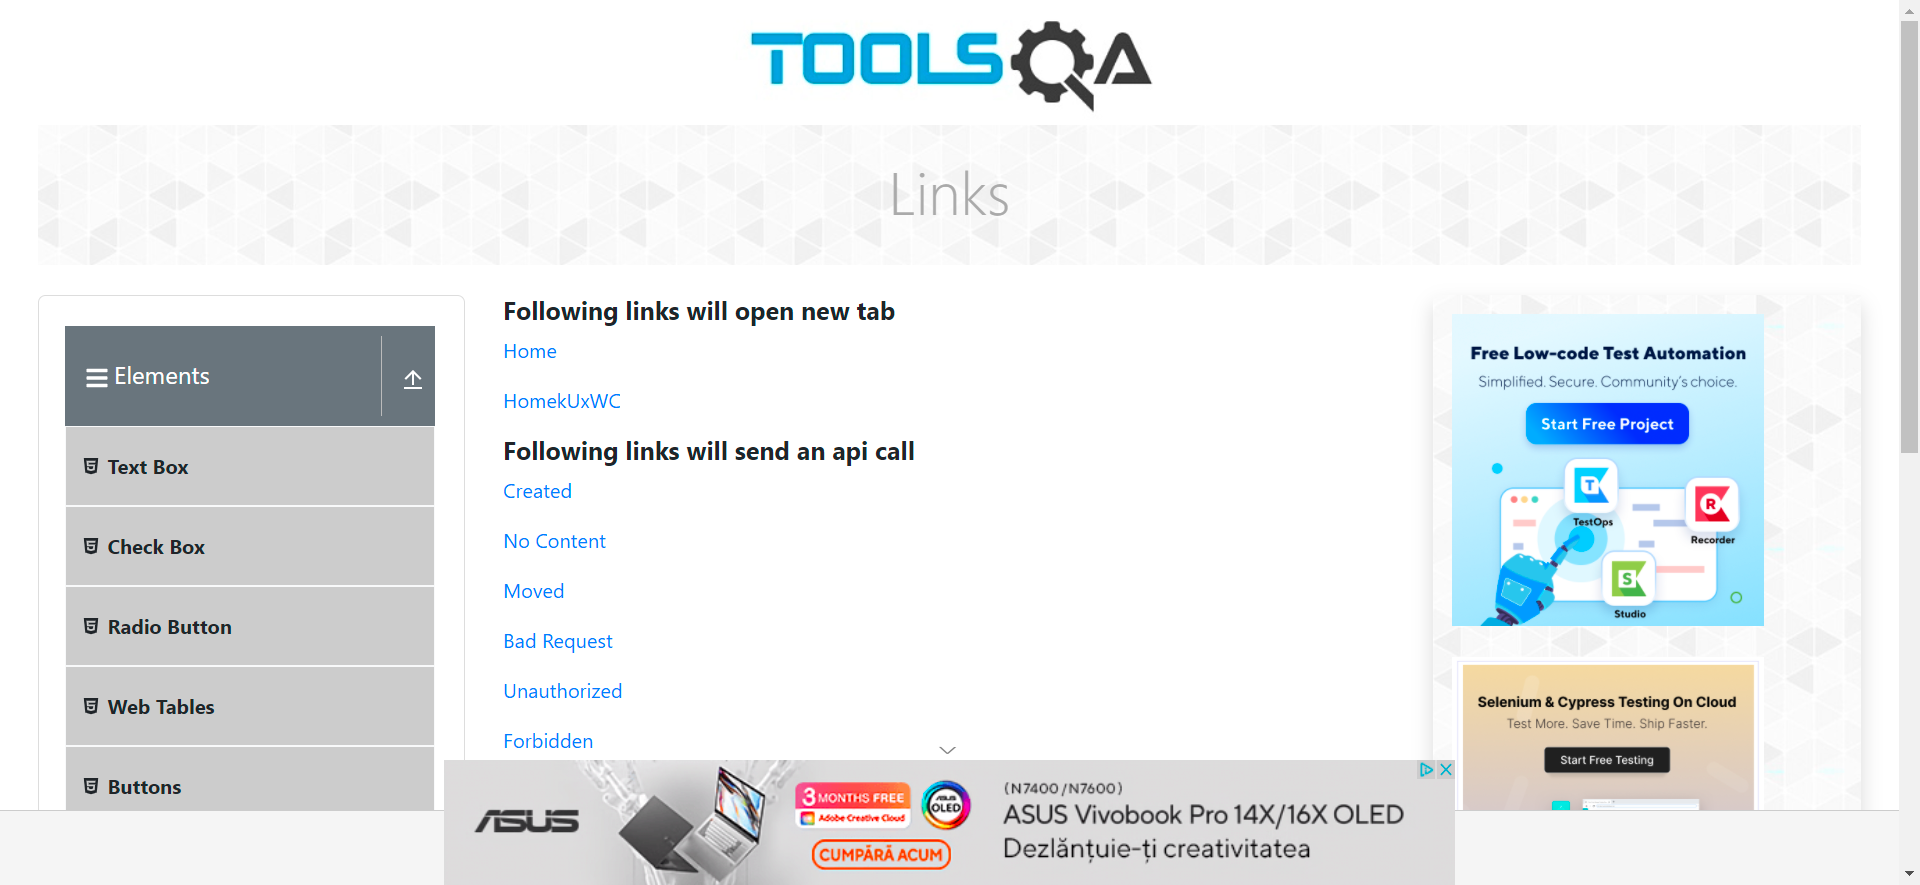 TOOLSQA
Links
Elements
Text Box
Check Box
Radio Button
Web Tables
Buttons
Following links will open new tab
Home
HomekUxWC
Following links will send an api call
Created
No Content
Moved
Bad Request
Unauthorized
Forbidden
Free Low-code Test Automation
Simplified. Secure. Community's choice.
Start Free Project
TestOps
Recorder
Studio
Selenium & Cypress Testing On Cloud
Test More. Save Time. Ship Faster.
Start Free Testing
ASUS
3 MONTHS FREE
Adobe Creative Cloud
ASUS
OLED
CUMPĂRĂ ACUM
(N7400/N7600)
ASUS Vivobook Pro 14X/16X OLED
Dezlănțuie-ți creativitatea